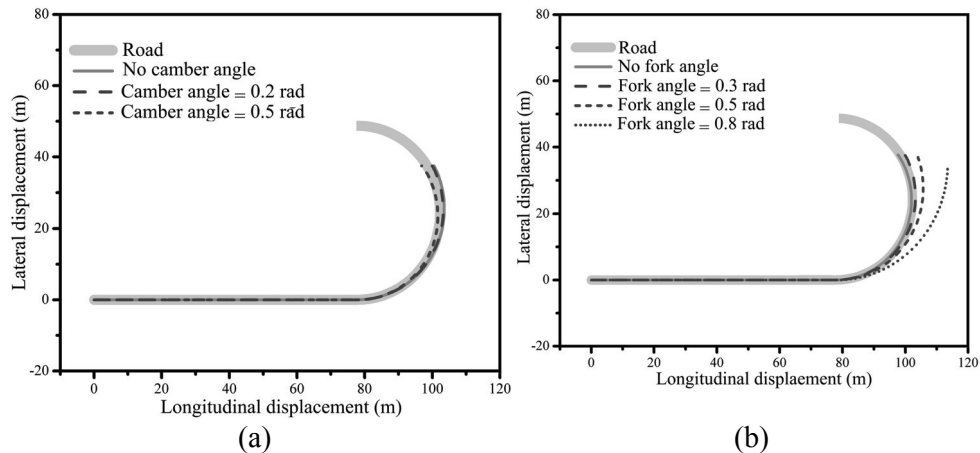 80
60
40
20
0
-20
Lateral displacement (m)
Road
No camber angle
Camber angle = 0.2 rad
Camber angle = 0.5 rad
0 20 40 60 80 100 120
Longitudinal displacement (m)
(a)
80
60
40
20
0
-20
Lateral displacement (m)
Road
No fork angle
Fork angle = 0.3 rad
Fork angle = 0.5 rad
Fork angle = 0.8 rad
0 20 40 60 80 100 120
Longitudinal displaement (m)
(b)